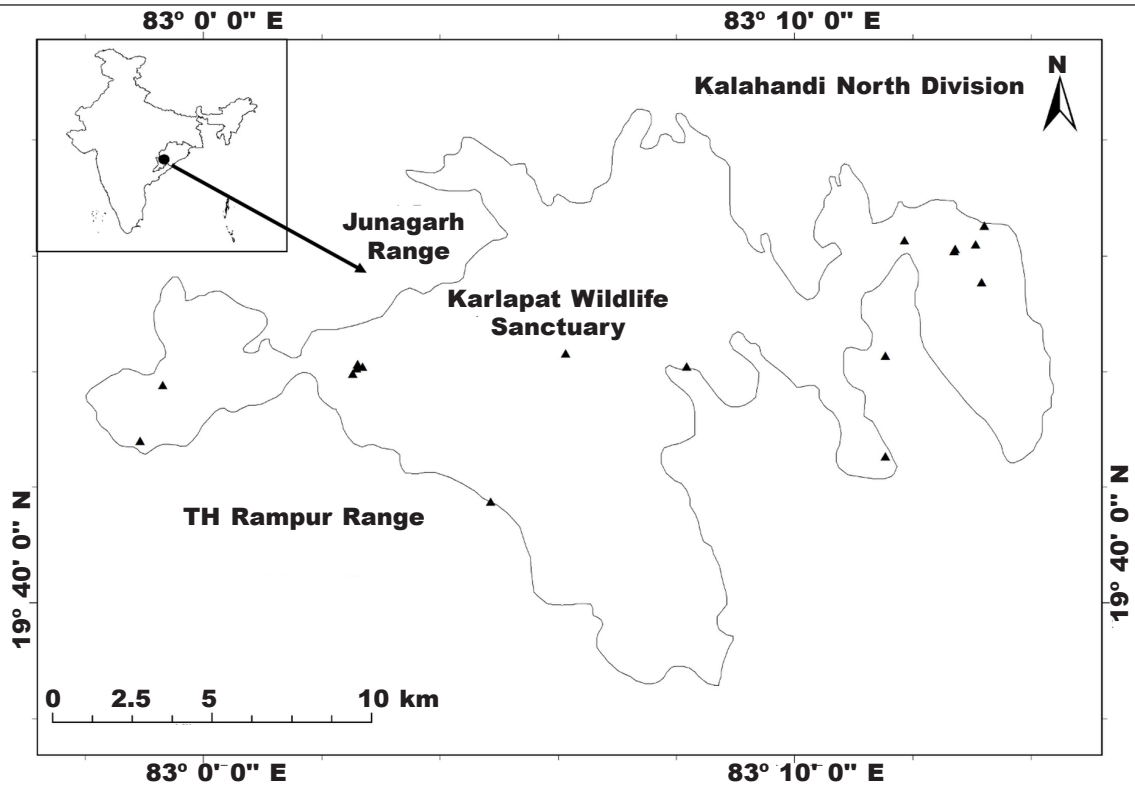 83º 0' 0" E
83º 10' 0" E
Kalahandi North Division
N
Junagarh
Range
Karlapat Wildlife
Sanctuary
TH Rampur Range
19º 40' 0" N
19º 40' 0" N
0 2.5 5 10 km
83º 0' 0" E
83º 10' 0" E